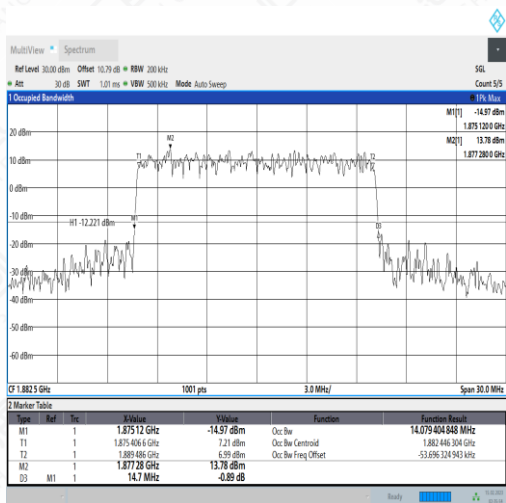 MultiView Spectrum
Ref Level 30.00 dBm Offset 10.79 dB RBW 200 kHz SGL
Att 30 dB SWT 1.01 ms VBW 500 kHz Mode Auto Sweep Count 5/5
1 Occupied Bandwidth 1Pk Max
M1[1] -14.97 dBm
1.875 120 0 GHz
M2[1] 13.78 dBm
1.877 280 0 GHz
20 dBm
M2
T1
T2
10 dBm
0 dBm
-10 dBm
M1
H1 -12.221 dBm
D3
-20 dBm
-30 dBm
-40 dBm
-50 dBm
-60 dBm
CF 1.882 5 GHz 1001 pts 3.0 MHz/ Span 30.0 MHz
2 Marker Table
Type Ref Trc X-Value Y-Value Function Function Result
M1 1 1.875 12 GHz -14.97 dBm Occ Bw 14.079 404 848 MHz
T1 1 1.875 406 6 GHz 7.21 dBm Occ Bw Centroid 1.882 446 304 GHz
T2 1 1.889 486 GHz 6.99 dBm Occ Bw Freq Offset -53.696 324 943 kHz
M2 1 1.877 28 GHz 13.78 dBm
D3 M1 1 14.7 MHz -0.89 dB
Ready